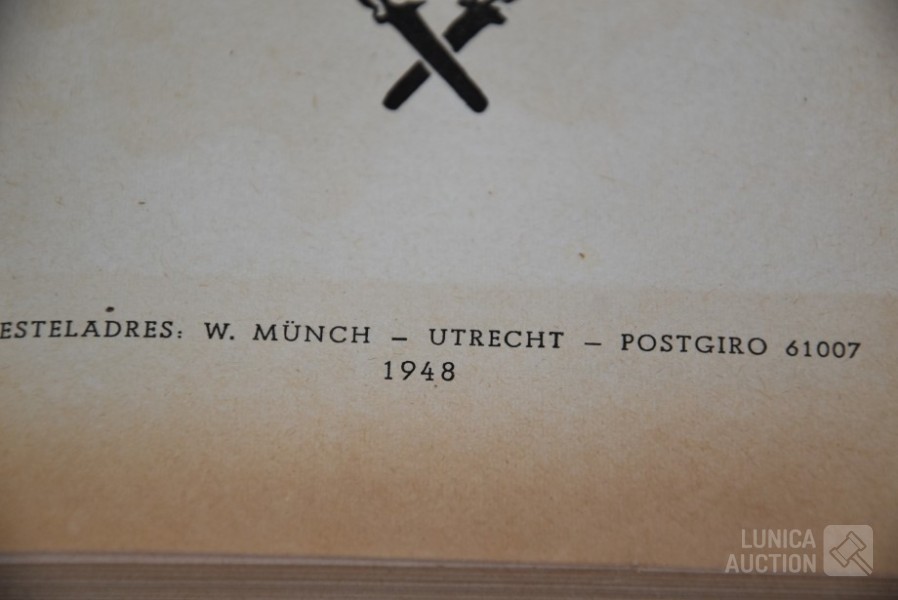 ESTELADRES: W. MÜNCH – UTRECHT – POSTGIRO 61007
1948
LUNICA
AUCTION